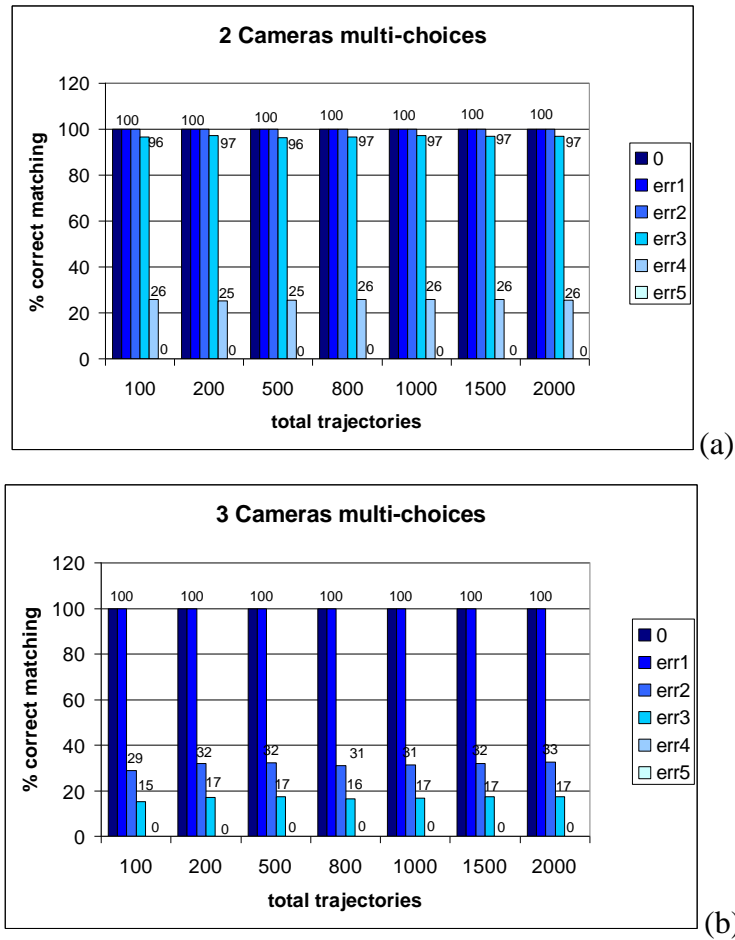 2 Cameras multi-choices
120
100
80
60
40
20
0
% correct matching
100 100 100 100 100 100 100
96 97 96 97 97 97 97
26 25 25 26 26 26 26
0 0 0 0 0 0 0
100 200 500 800 1000 1500 2000
total trajectories
0
err1
err2
err3
err4
err5
(a)
3 Cameras multi-choices
120
100
80
60
40
20
0
% correct matching
100 100 100 100 100 100 100
29 32 32 31 31 32 33
15 17 17 16 17 17 17
0 0 0 0 0 0 0
100 200 500 800 1000 1500 2000
total trajectories
0
err1
err2
err3
err4
err5
(b)